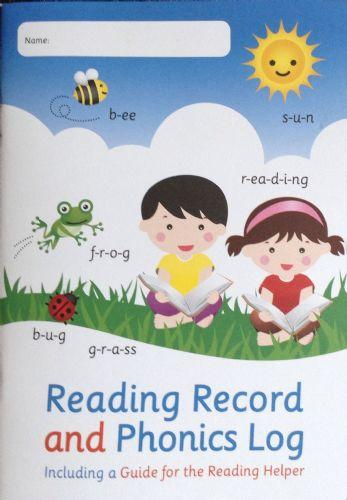 Name:
b-ee
s-u-n
r-ea-d-i-ng
f-r-o-g
b-u-g
g-r-a-ss
Reading Record
and Phonics Log
Including a Guide for the Reading Helper